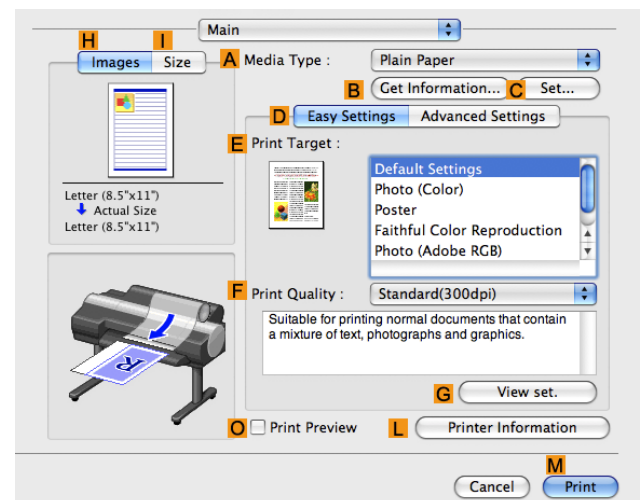 Main
H
I
Images Size
A Media Type : Plain Paper
B Get Information... C Set...
D Easy Settings Advanced Settings
E Print Target :
Default Settings
Photo (Color)
Poster
Faithful Color Reproduction
Photo (Adobe RGB)
Letter (8.5"x11")
Actual Size
Letter (8.5"x11")
F Print Quality : Standard(300dpi)
Suitable for printing normal documents that contain
a mixture of text, photographs and graphics.
R
G View set.
O Print Preview L Printer Information
M
Cancel Print